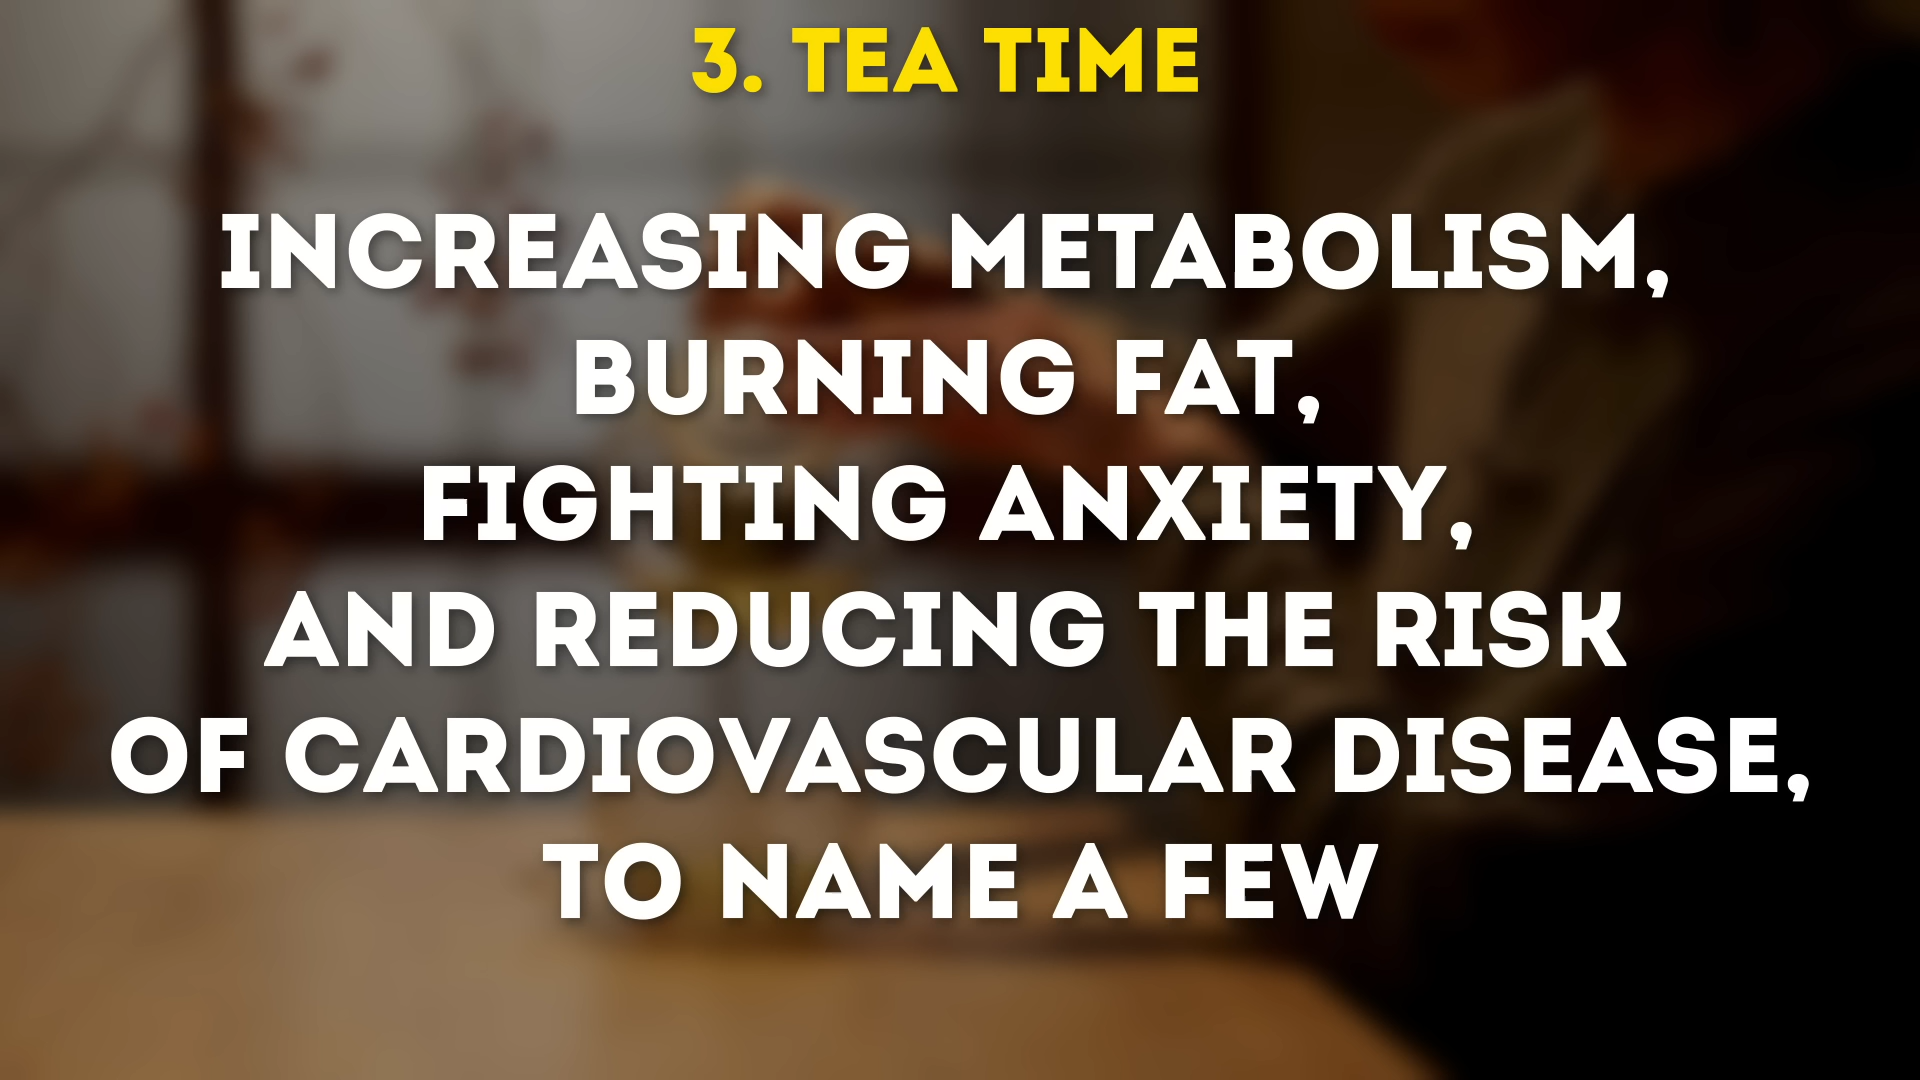 3. TEA TIME
INCREASING METABOLISM,
BURNING FAT,
FIGHTING ANXIETY,
AND REDUCING THE RISK
OF CARDIOVASCULAR DISEASE,
TO NAME A FEW